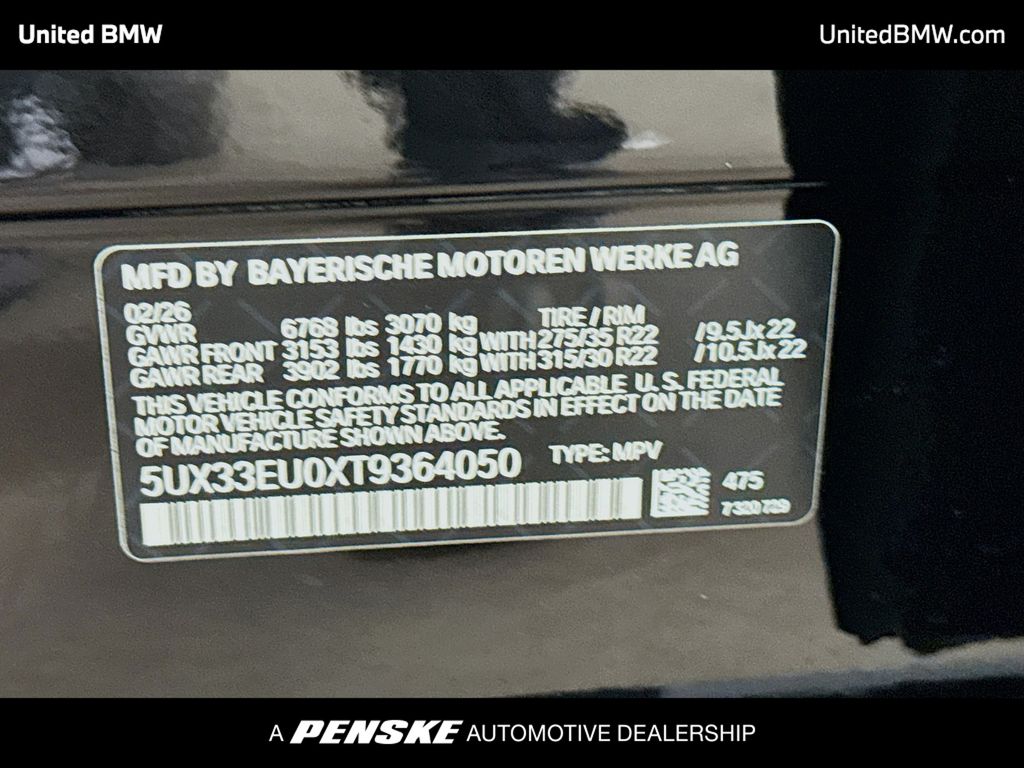 United BMW
UnitedBMW.com
MFD BY BAYERISCHE MOTOREN WERKE AG
02/26
TIRE / RIM
GVWR 6768 lbs 3070 kg
GAWR FRONT 3153 lbs 1430 kg WITH 275/35 R22 /9.5Jx22
GAWR REAR 3902 lbs 1770 kg WITH 315/30 R22 /10.5Jx22
THIS VEHICLE CONFORMS TO ALL APPLICABLE U.S. FEDERAL
MOTOR VEHICLE SAFETY STANDARDS IN EFFECT ON THE DATE
OF MANUFACTURE SHOWN ABOVE.
5UX33EU0XT9364050 TYPE: MPV
475
7320739
A PENSKE AUTOMOTIVE DEALERSHIP